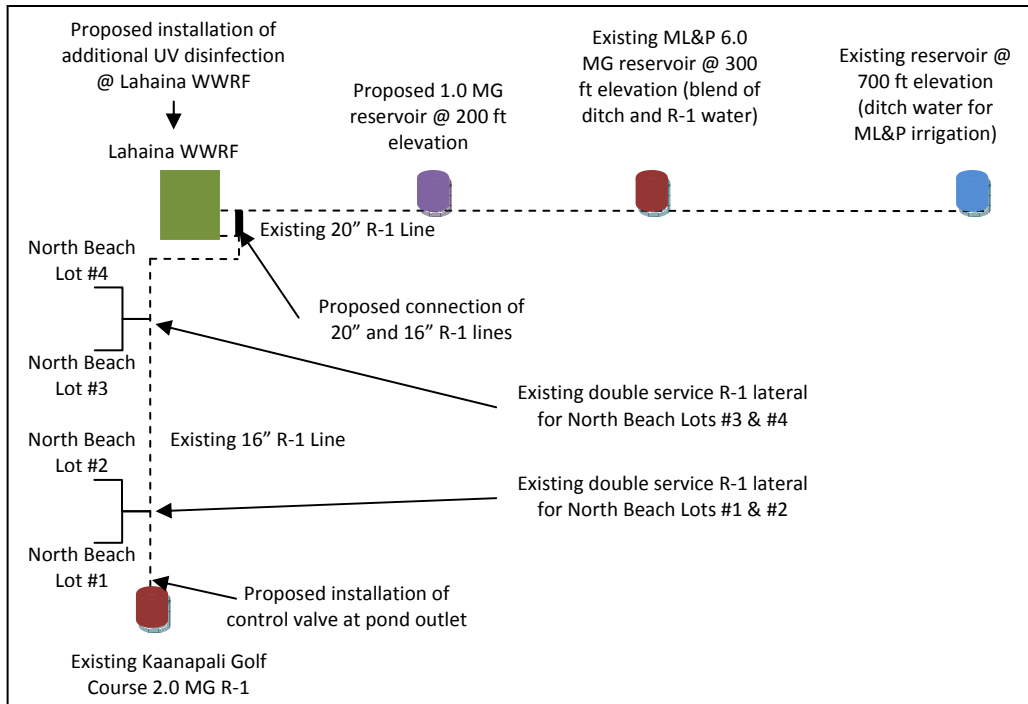 Proposed installation of
additional UV disinfection
@ Lahaina WWRF
Lahaina WWRF
Proposed 1.0 MG
reservoir @ 200 ft
elevation
Existing ML&P 6.0
MG reservoir @ 300
ft elevation (blend of
ditch and R-1 water)
Existing reservoir @
700 ft elevation
(ditch water for
ML&P irrigation)
Existing 20” R-1 Line
North Beach
Lot #4
Proposed connection of
20” and 16” R-1 lines
North Beach
Lot #3
Existing double service R-1 lateral
for North Beach Lots #3 & #4
North Beach
Lot #2
Existing 16” R-1 Line
Existing double service R-1 lateral
for North Beach Lots #1 & #2
North Beach
Lot #1
Proposed installation of
control valve at pond outlet
Existing Kaanapali Golf
Course 2.0 MG R-1